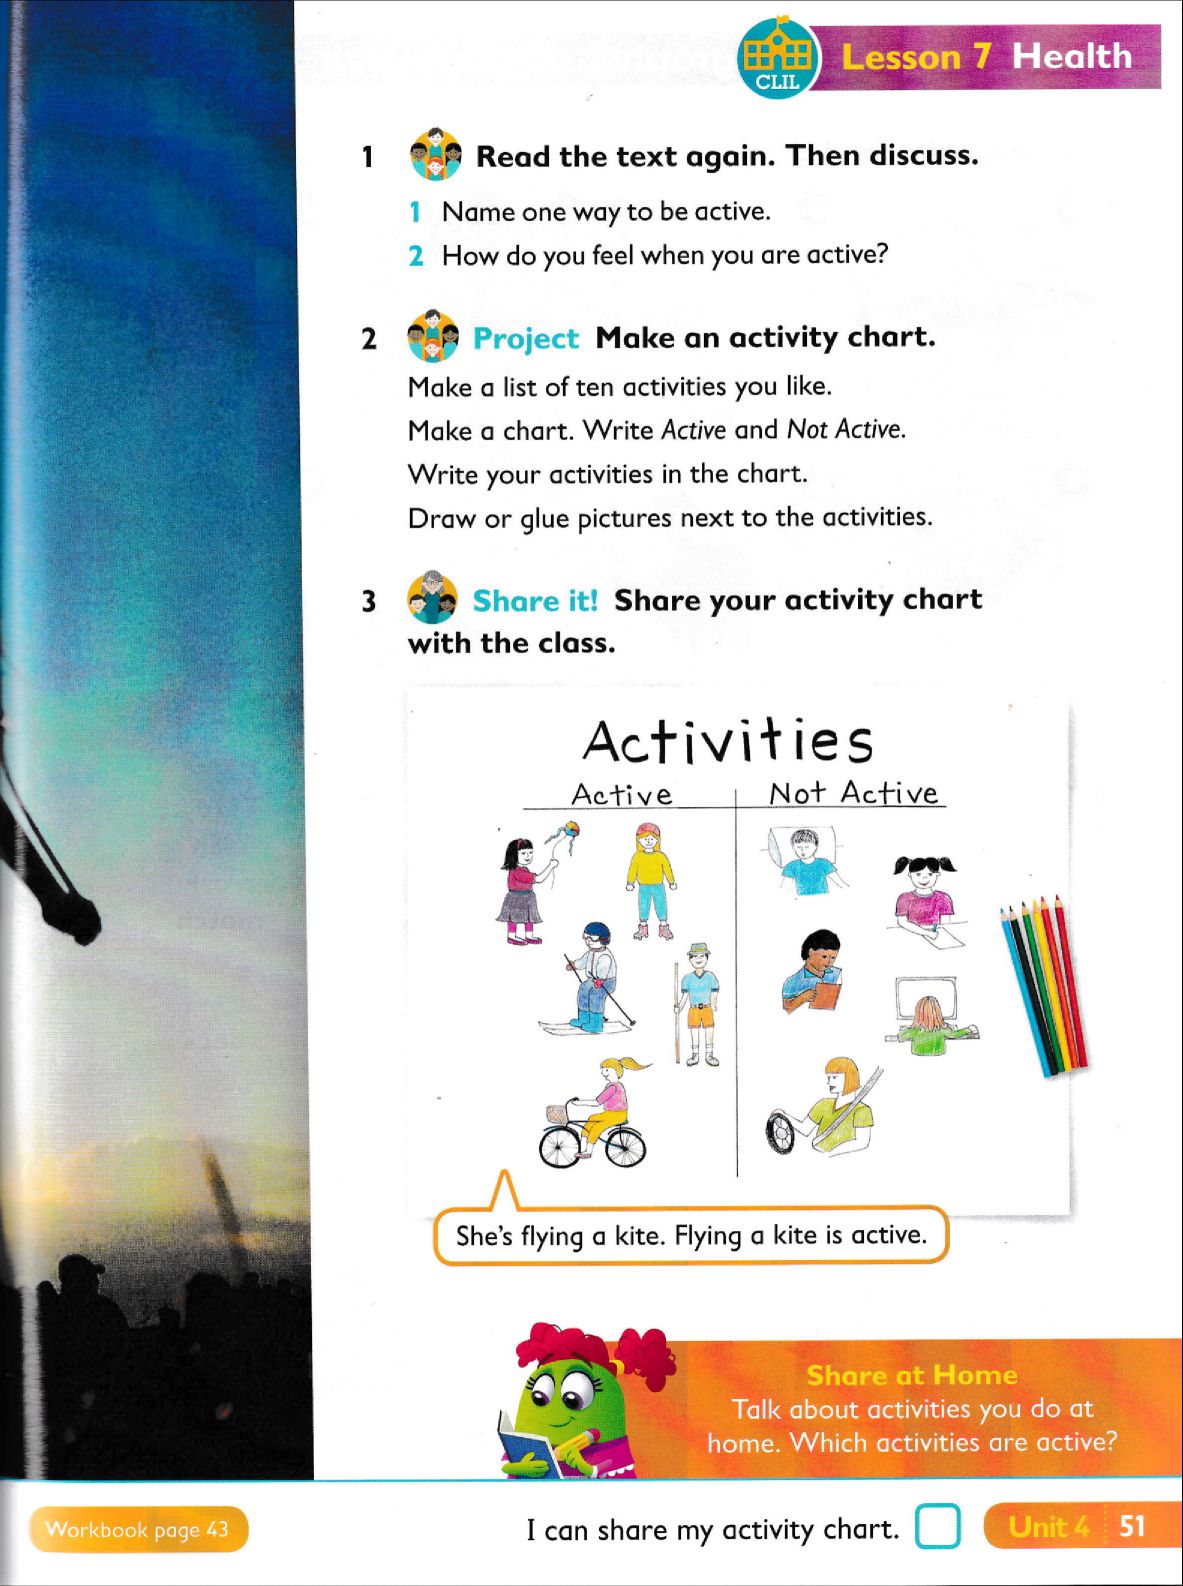 CLIL
Lesson 7 Health
1 Read the text again. Then discuss.
1 Name one way to be active.
2 How do you feel when you are active?
2 Project Make an activity chart.
Make a list of ten activities you like.
Make a chart. Write Active and Not Active.
Write your activities in the chart.
Draw or glue pictures next to the activities.
3 Share it! Share your activity chart
with the class.
Activities
Active Not Active
She's flying a kite. Flying a kite is active.
Share at Home
Talk about activities you do at
home. Which activities are active?
Workbook page 43
I can share my activity chart.
Unit 4 51